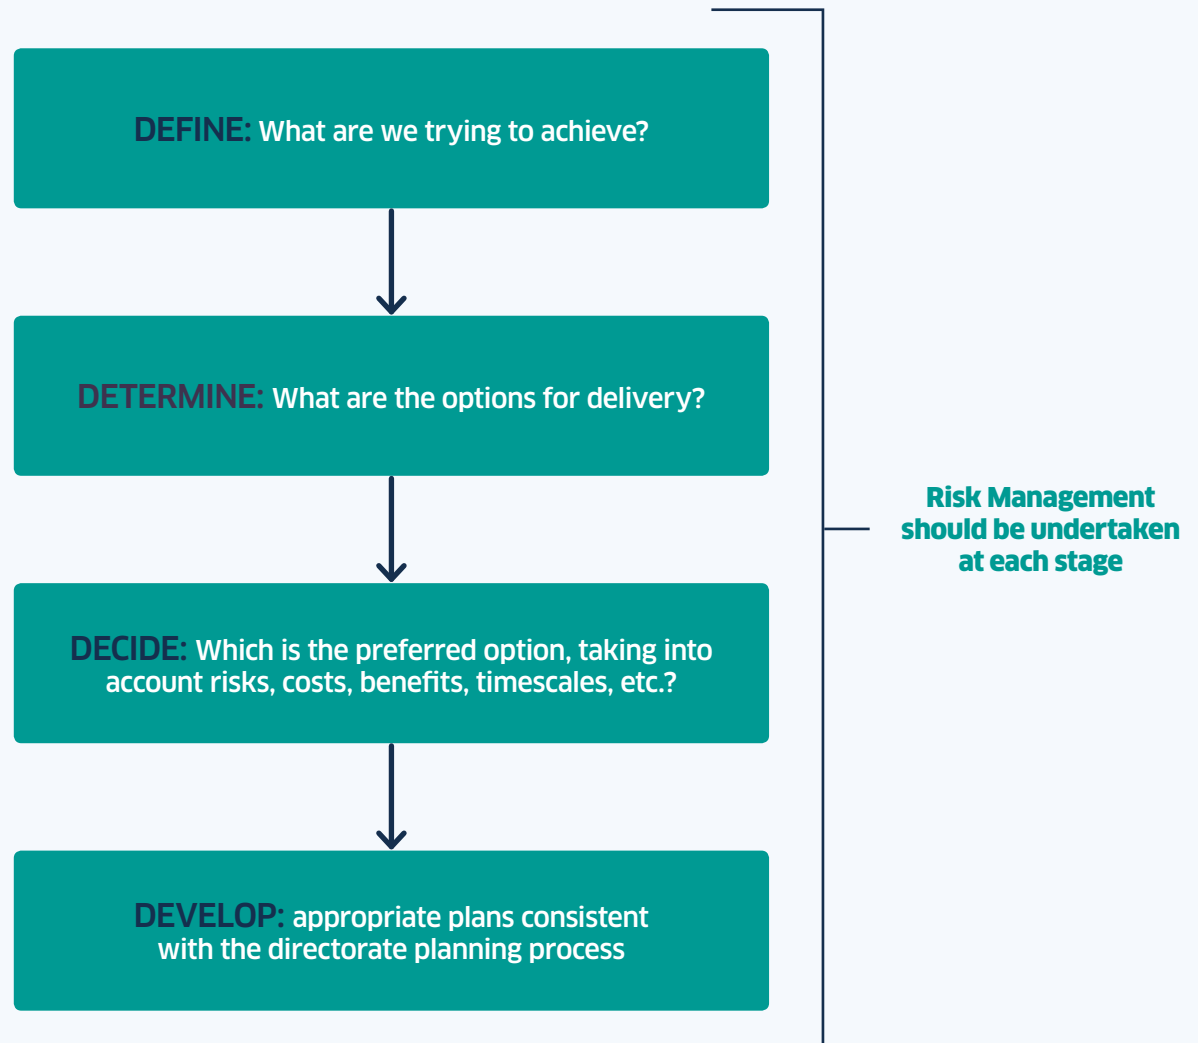 DEFINE: What are we trying to achieve?
DETERMINE: What are the options for delivery?
DECIDE: Which is the preferred option, taking into
account risks, costs, benefits, timescales, etc.?
DEVELOP: appropriate plans consistent
with the directorate planning process
Risk Management
should be undertaken
at each stage